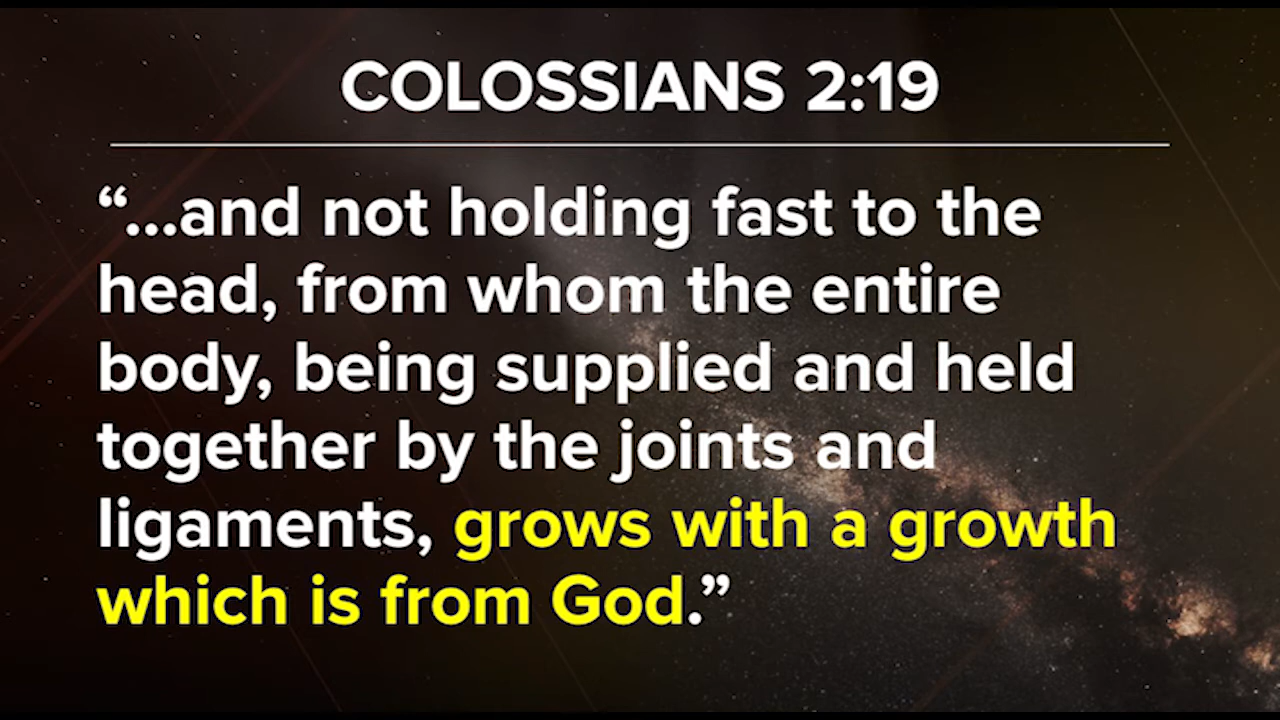 COLOSSIANS 2:19
“...and not holding fast to the
head, from whom the entire
body, being supplied and held
together by the joints and
ligaments, grows with a growth
which is from God.”